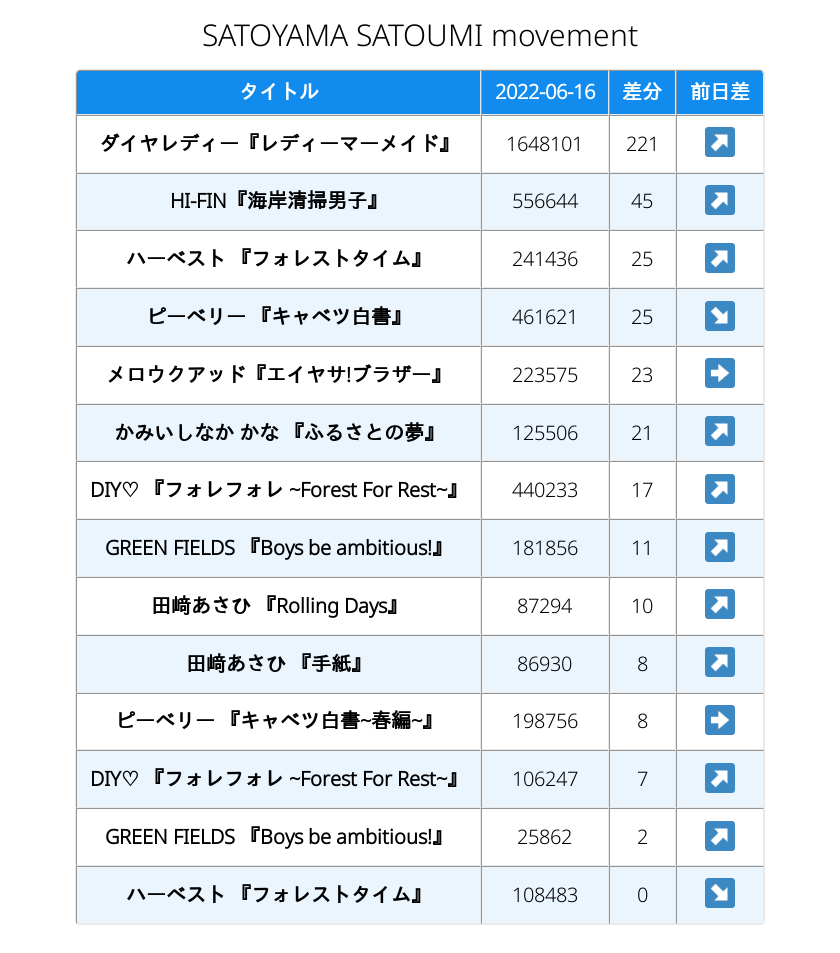 SATOYAMA SATOUMI movement
タイトル 2022-06-16 差分 前日差
ダイヤレディー『レディーマーメイド』 1648101 221 ↗
HI-FIN『海岸清掃男子』 556644 45 ↗
ハーベスト 『フォレストタイム』 241436 25 ↗
ピーベリー 『キャベツ白書』 461621 25 ↘
メロウクアッド『エイヤサ!ブラザー』 223575 23 ➡
かみいしなか かな 『ふるさとの夢』 125506 21 ↗
DIY♡ 『フォレフォレ ~Forest For Rest~』 440233 17 ↗
GREEN FIELDS 『Boys be ambitious!』 181856 11 ↗
田﨑あさひ 『Rolling Days』 87294 10 ↗
田﨑あさひ 『手紙』 86930 8 ↗
ピーベリー 『キャベツ白書~春編~』 198756 8 ➡
DIY♡ 『フォレフォレ ~Forest For Rest~』 106247 7 ↗
GREEN FIELDS 『Boys be ambitious!』 25862 2 ↗
ハーベスト 『フォレストタイム』 108483 0 ↘